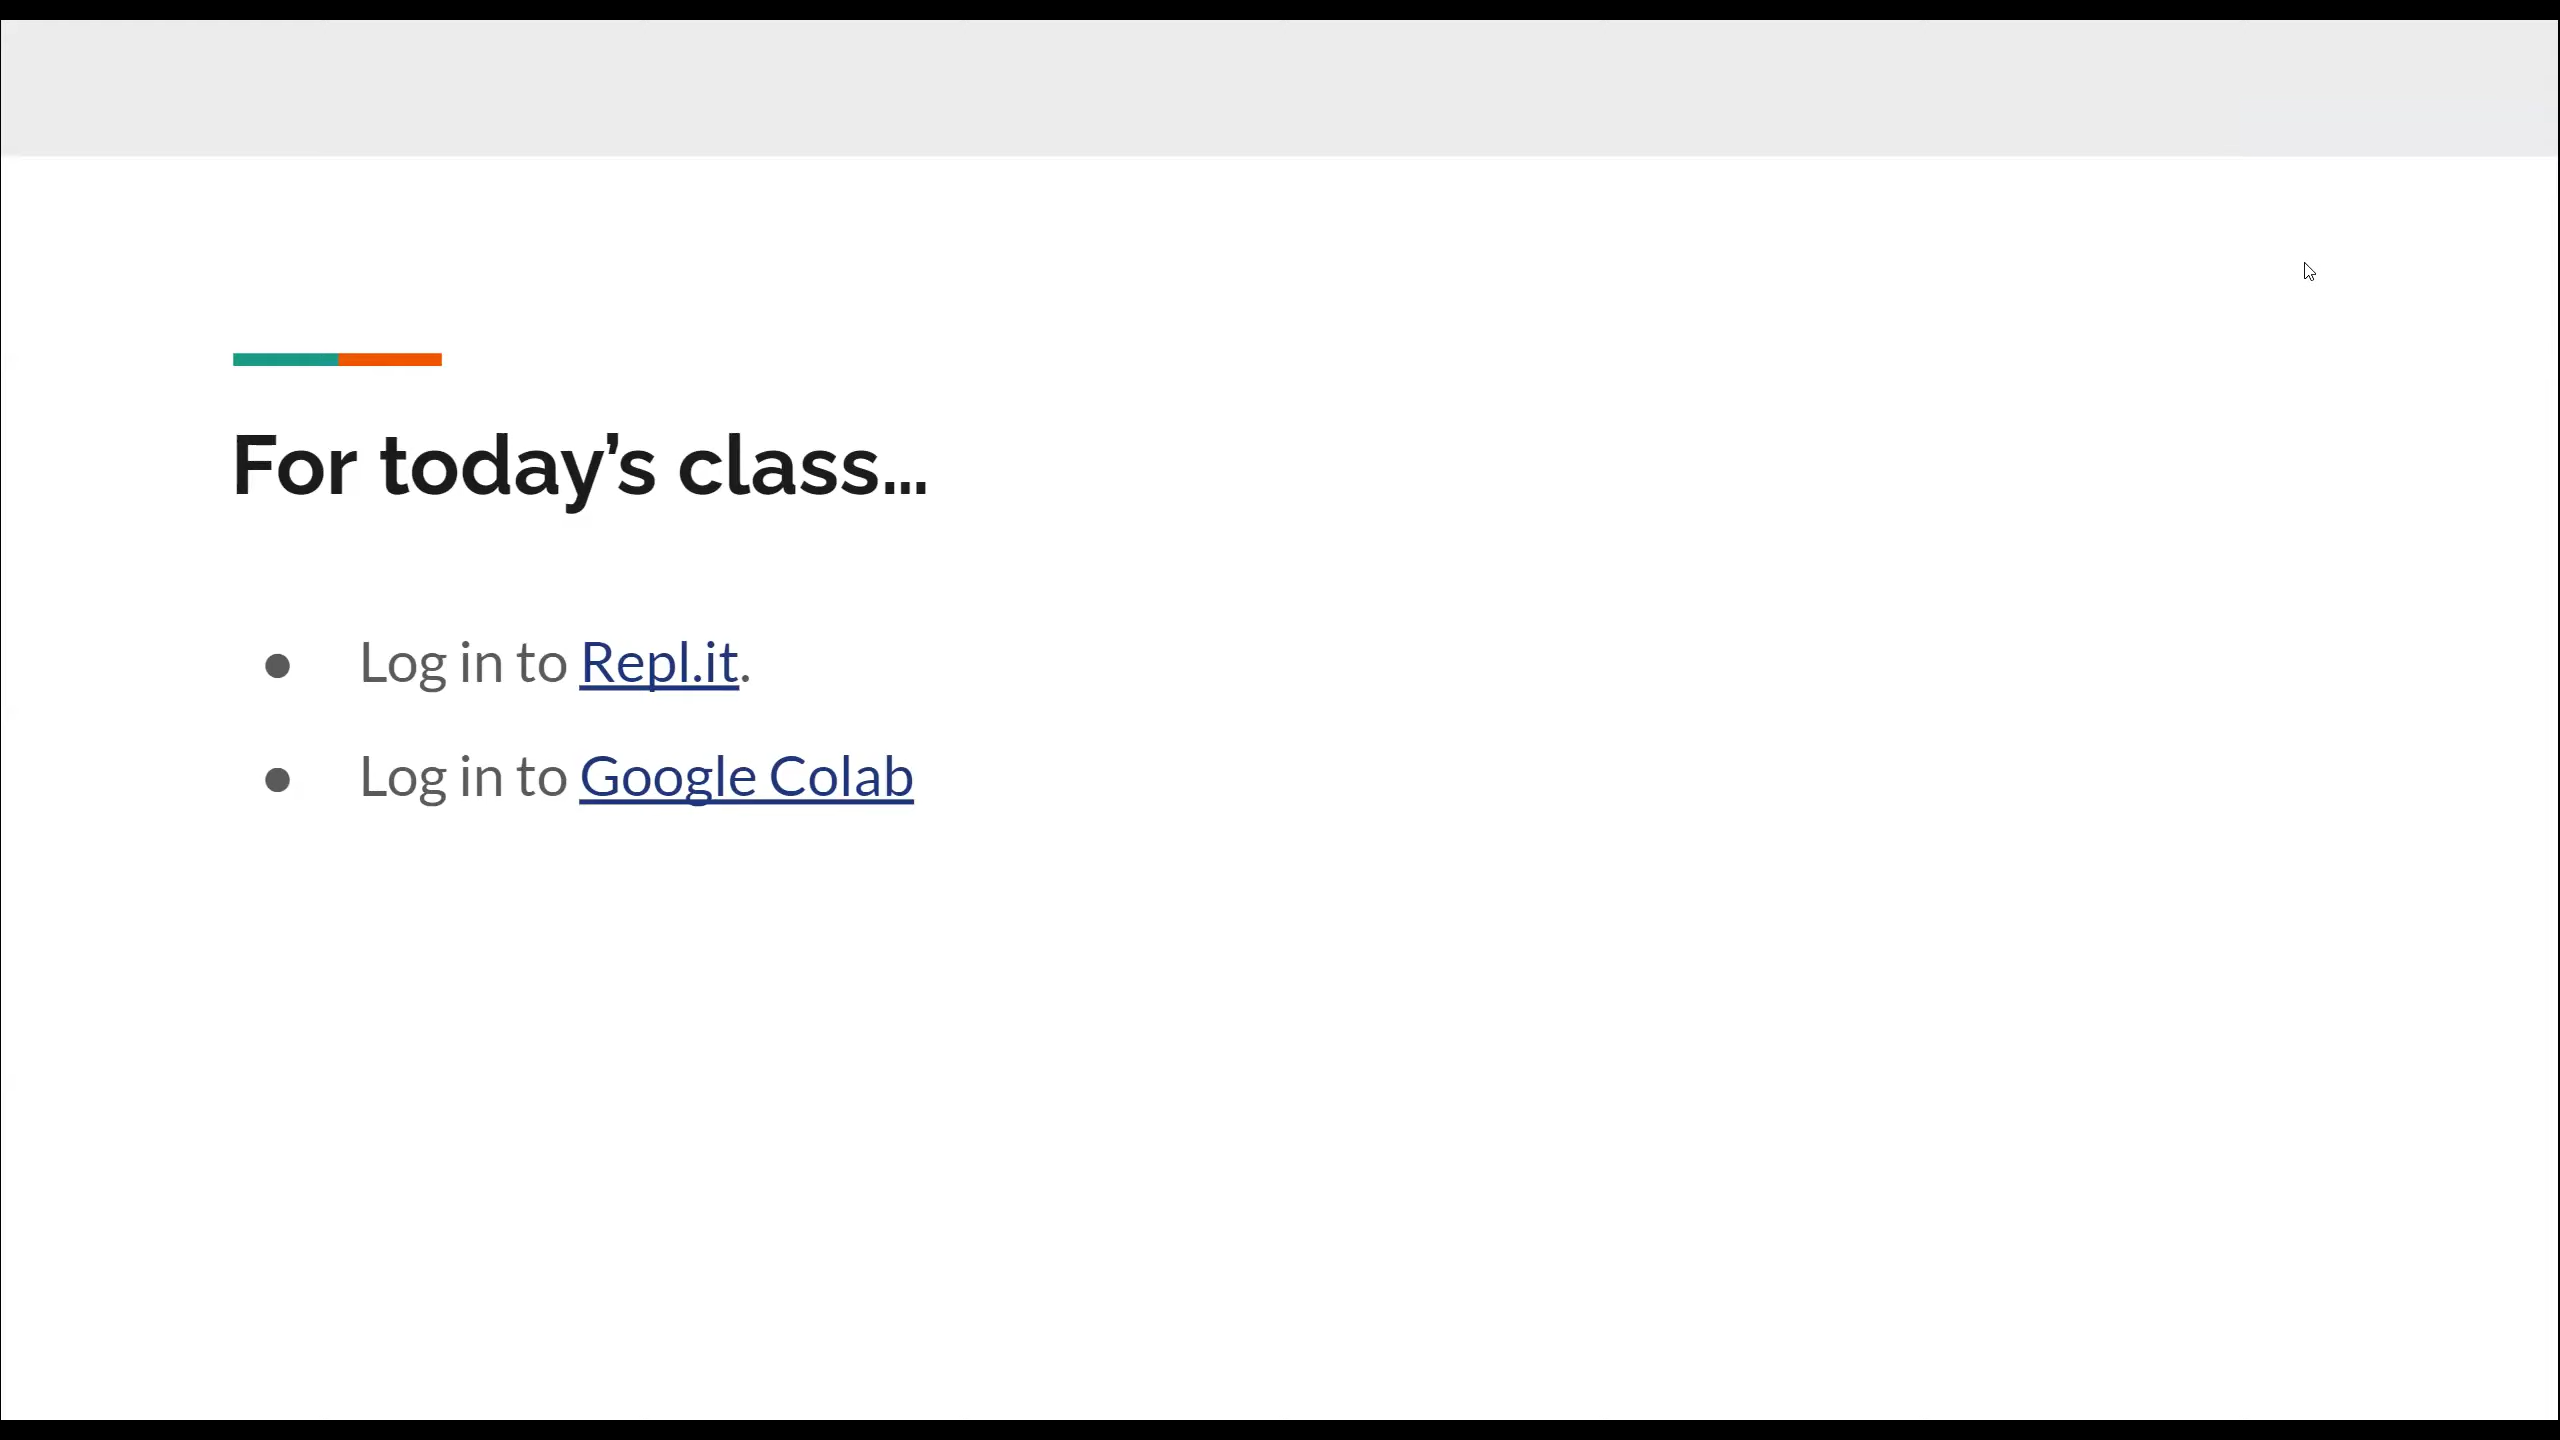 For today’s class...
● Log in to Repl.it.
● Log in to Google Colab